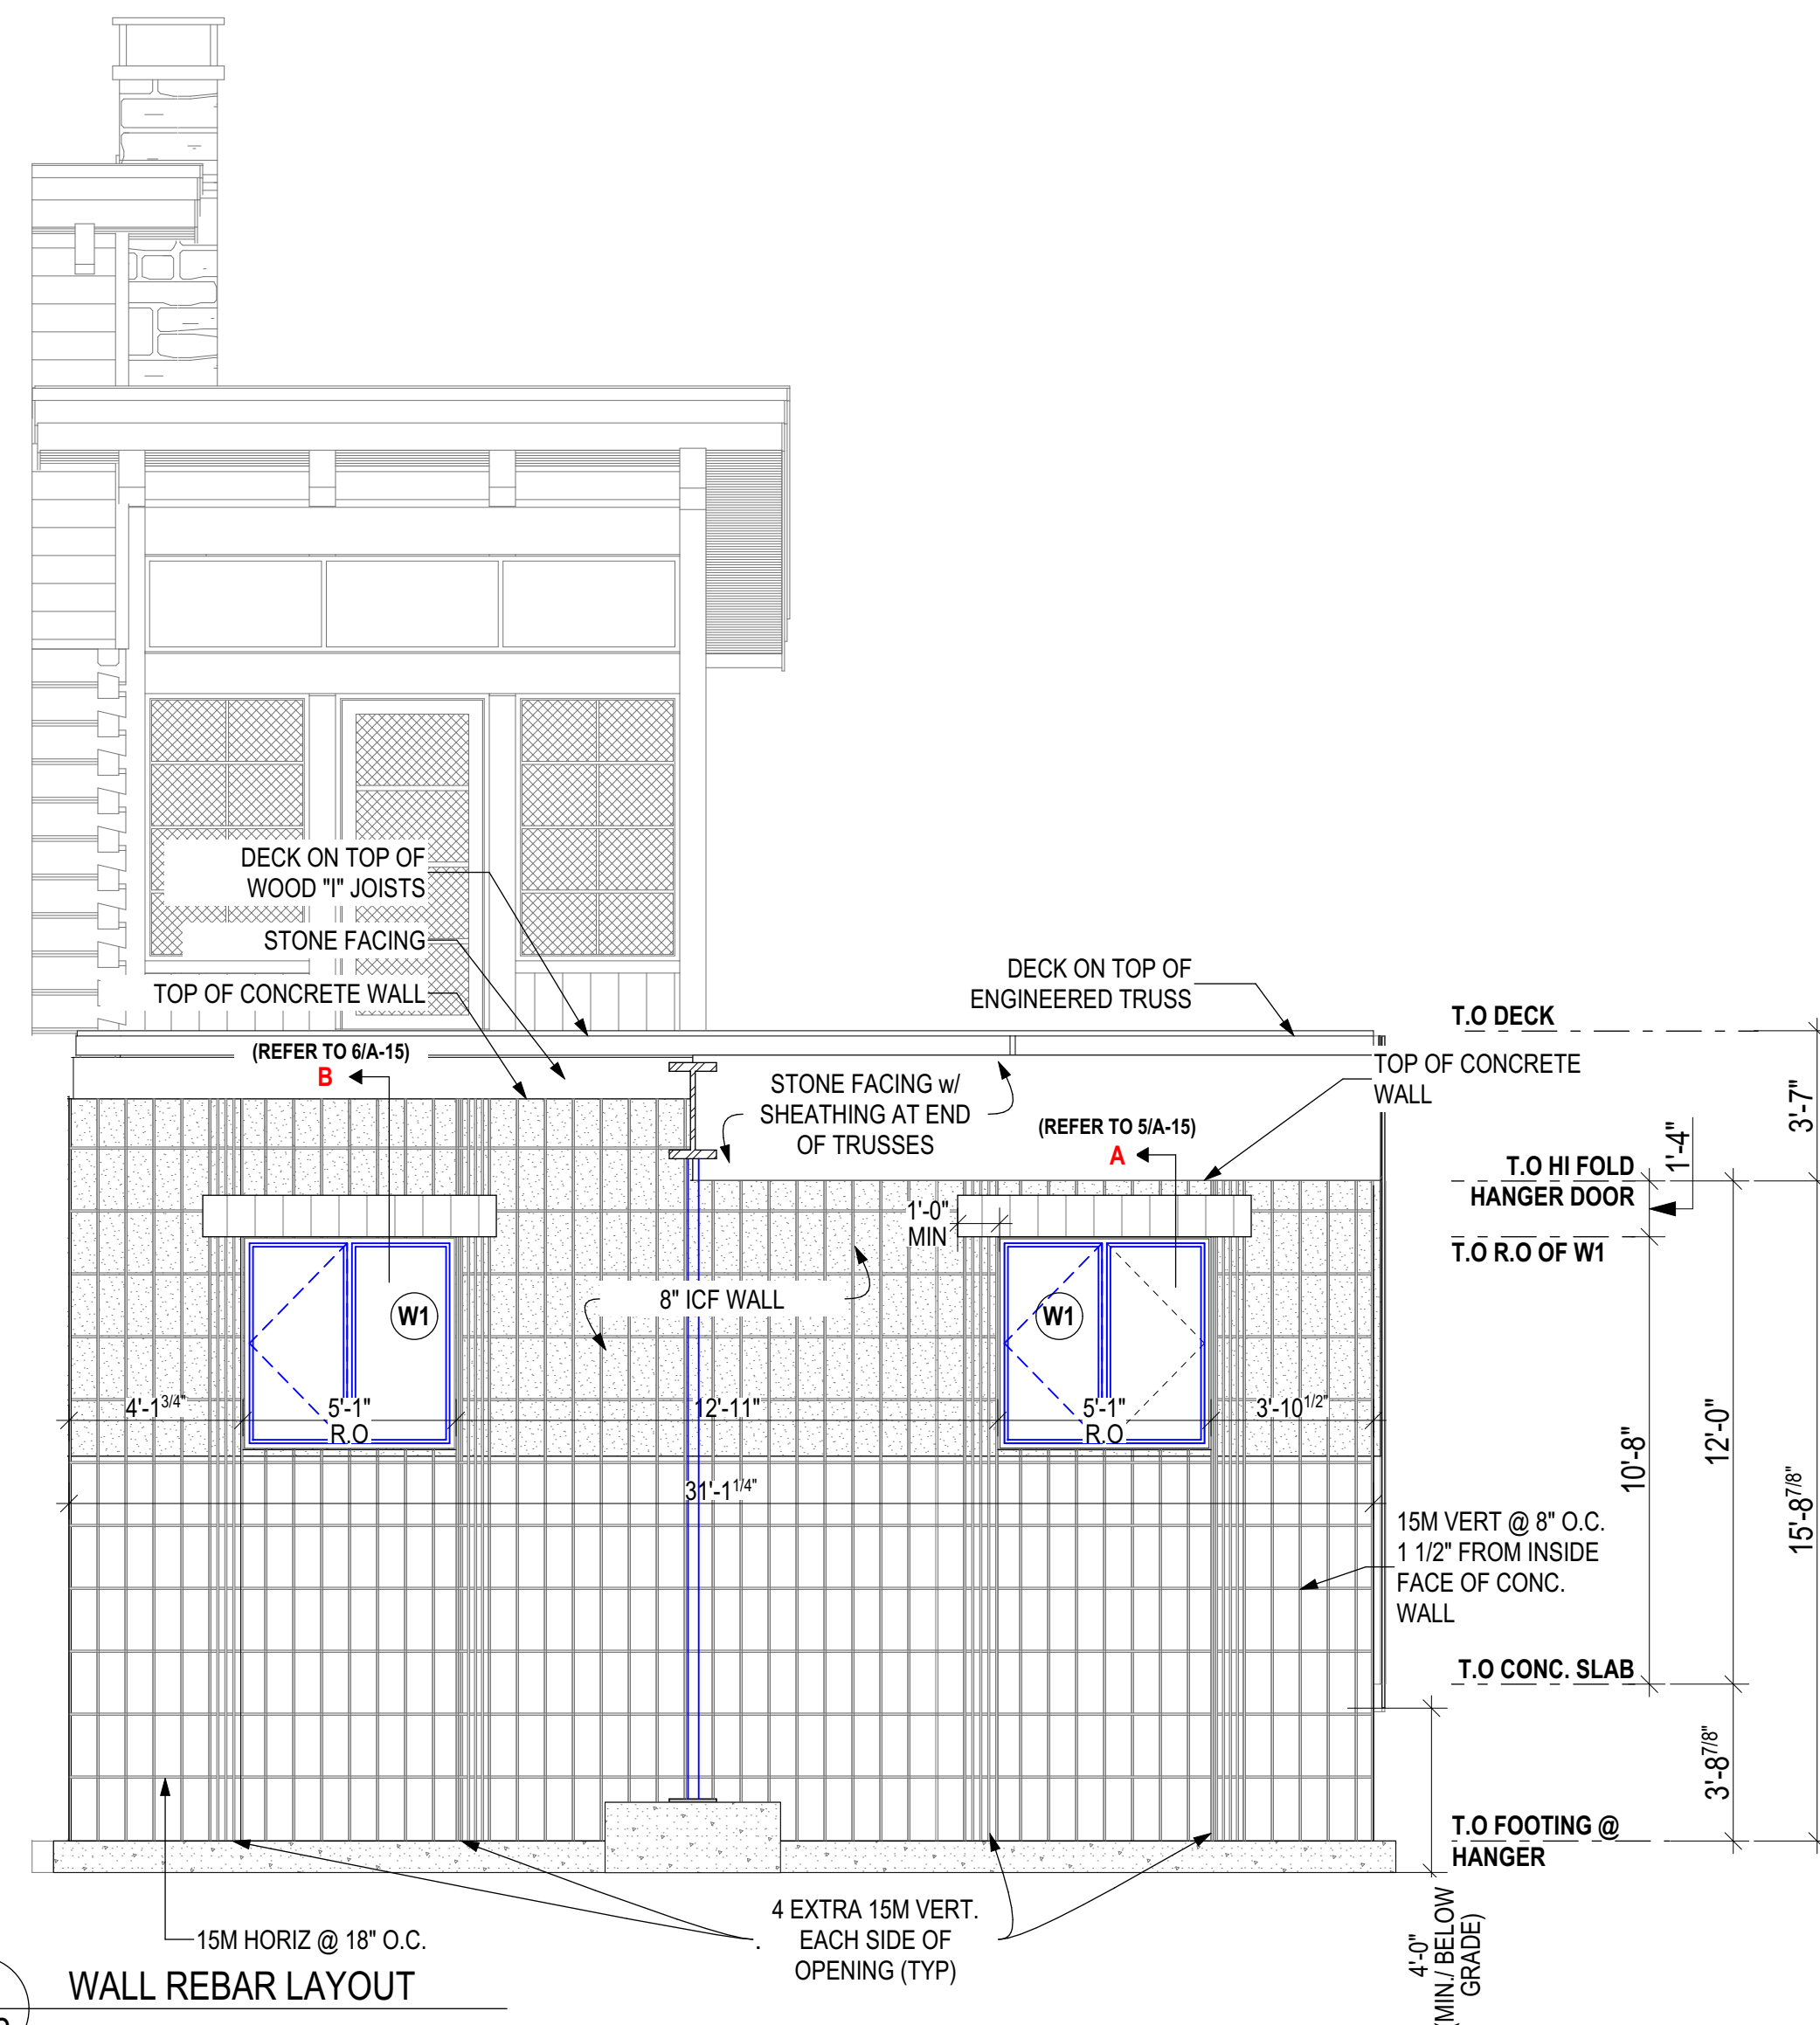 DECK ON TOP OF
WOOD "I" JOISTS
STONE FACING
TOP OF CONCRETE WALL
(REFER TO 6/A-15)
B
DECK ON TOP OF
ENGINEERED TRUSS
STONE FACING w/
SHEATHING AT END
OF TRUSSES
(REFER TO 5/A-15)
A
TOP OF CONCRETE
WALL
T.O DECK
3'-7"
1'-4"
T.O HI FOLD
HANGER DOOR
T.O R.O OF W1
1'-0"
MIN
8" ICF WALL
W1
W1
4'-1 3/4"
5'-1"
R.O
12'-11"
5'-1"
R.O
3'-10 1/2"
31'-1 1/4"
10'-8"
12'-0"
15'-8 7/8"
15M VERT @ 8" O.C.
1 1/2" FROM INSIDE
FACE OF CONC.
WALL
T.O CONC. SLAB
3'-8 7/8"
T.O FOOTING @
HANGER
4'-0"
(MIN./ BELOW
GRADE)
15M HORIZ @ 18" O.C.
4 EXTRA 15M VERT.
EACH SIDE OF
OPENING (TYP)
WALL REBAR LAYOUT